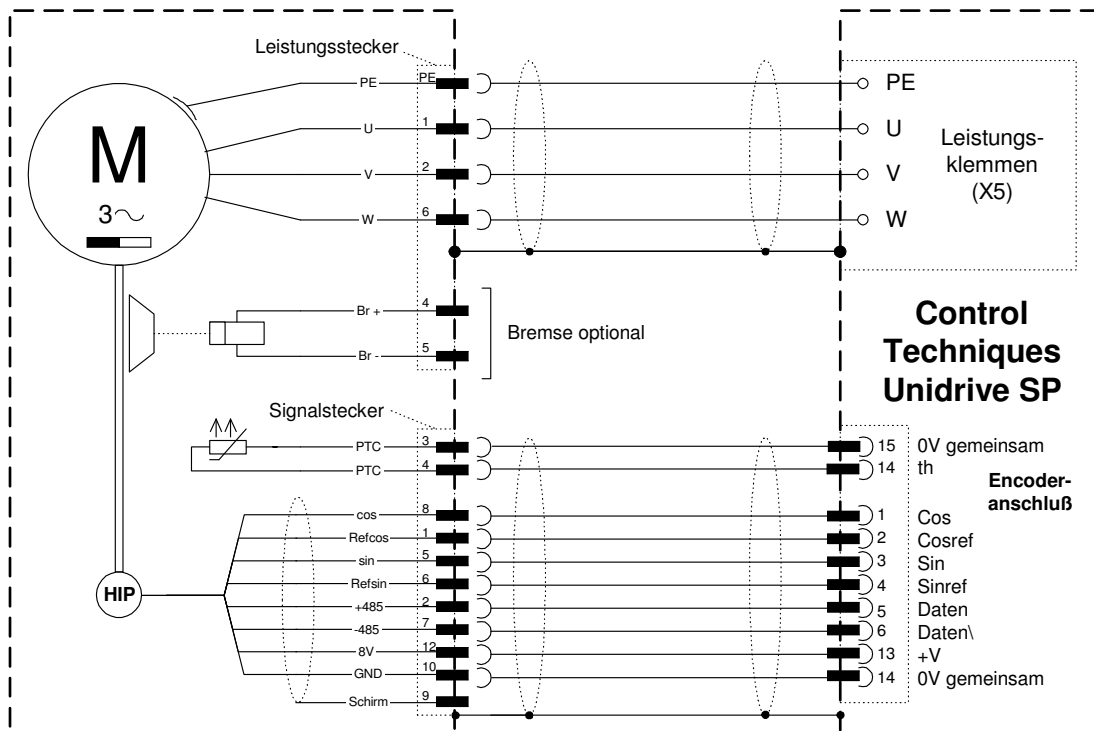 Leistungsstecker
PE PE PE
M
3
U 1 U
V 2 V
W 6 W
Leistungs-
klemmen
(X5)
Br + 4
Br - 5
Bremse optional
Control
Techniques
Unidrive SP
Signalstecker
PTC 3 15 0V gemeinsam
PTC 4 14 th
Encoder-
anschluß
cos 8 1 Cos
Refcos 1 2 Cosref
sin 5 3 Sin
Refsin 6 4 Sinref
HIP
+485 2 5 Daten
-485 7 6 Daten\
8V 12 13 +V
GND 10 14 0V gemeinsam
Schirm 9